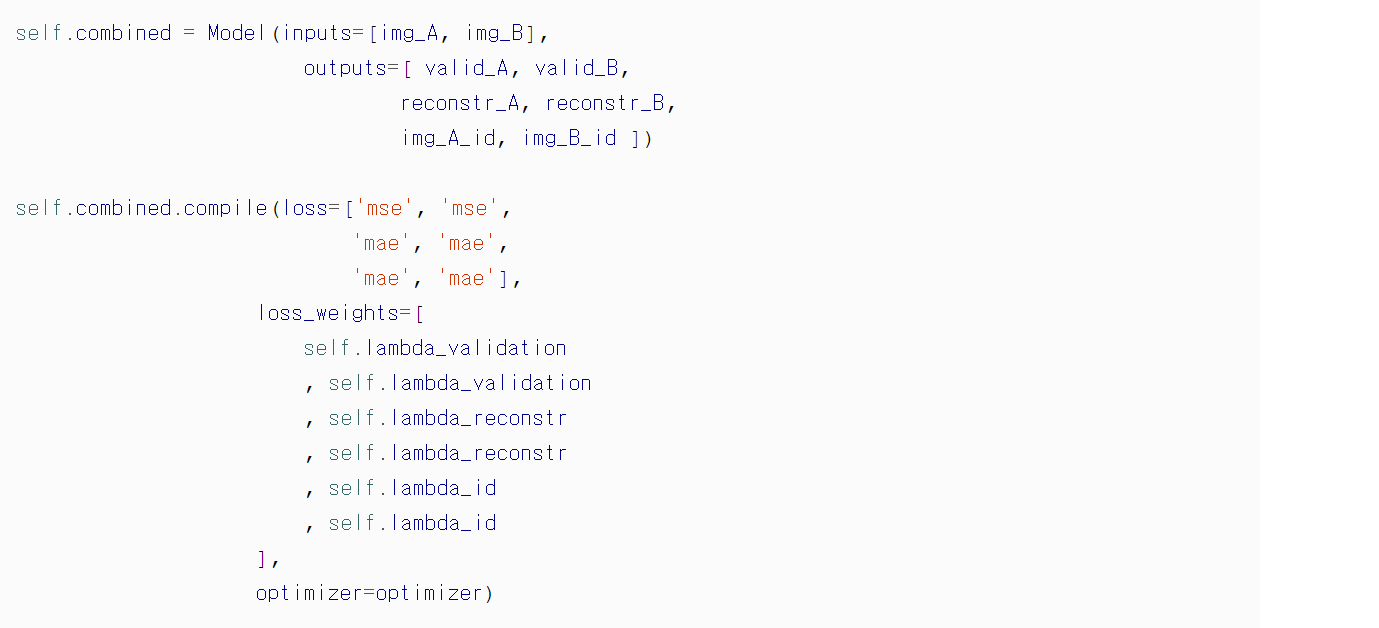 self.combined = Model(inputs=[img_A, img_B],
outputs=[ valid_A, valid_B,
reconstr_A, reconstr_B,
img_A_id, img_B_id ])
self.combined.compile(loss=['mse', 'mse',
'mae', 'mae',
'mae', 'mae'],
loss_weights=[
self.lambda_validation
, self.lambda_validation
, self.lambda_reconstr
, self.lambda_reconstr
, self.lambda_id
, self.lambda_id
],
optimizer=optimizer)